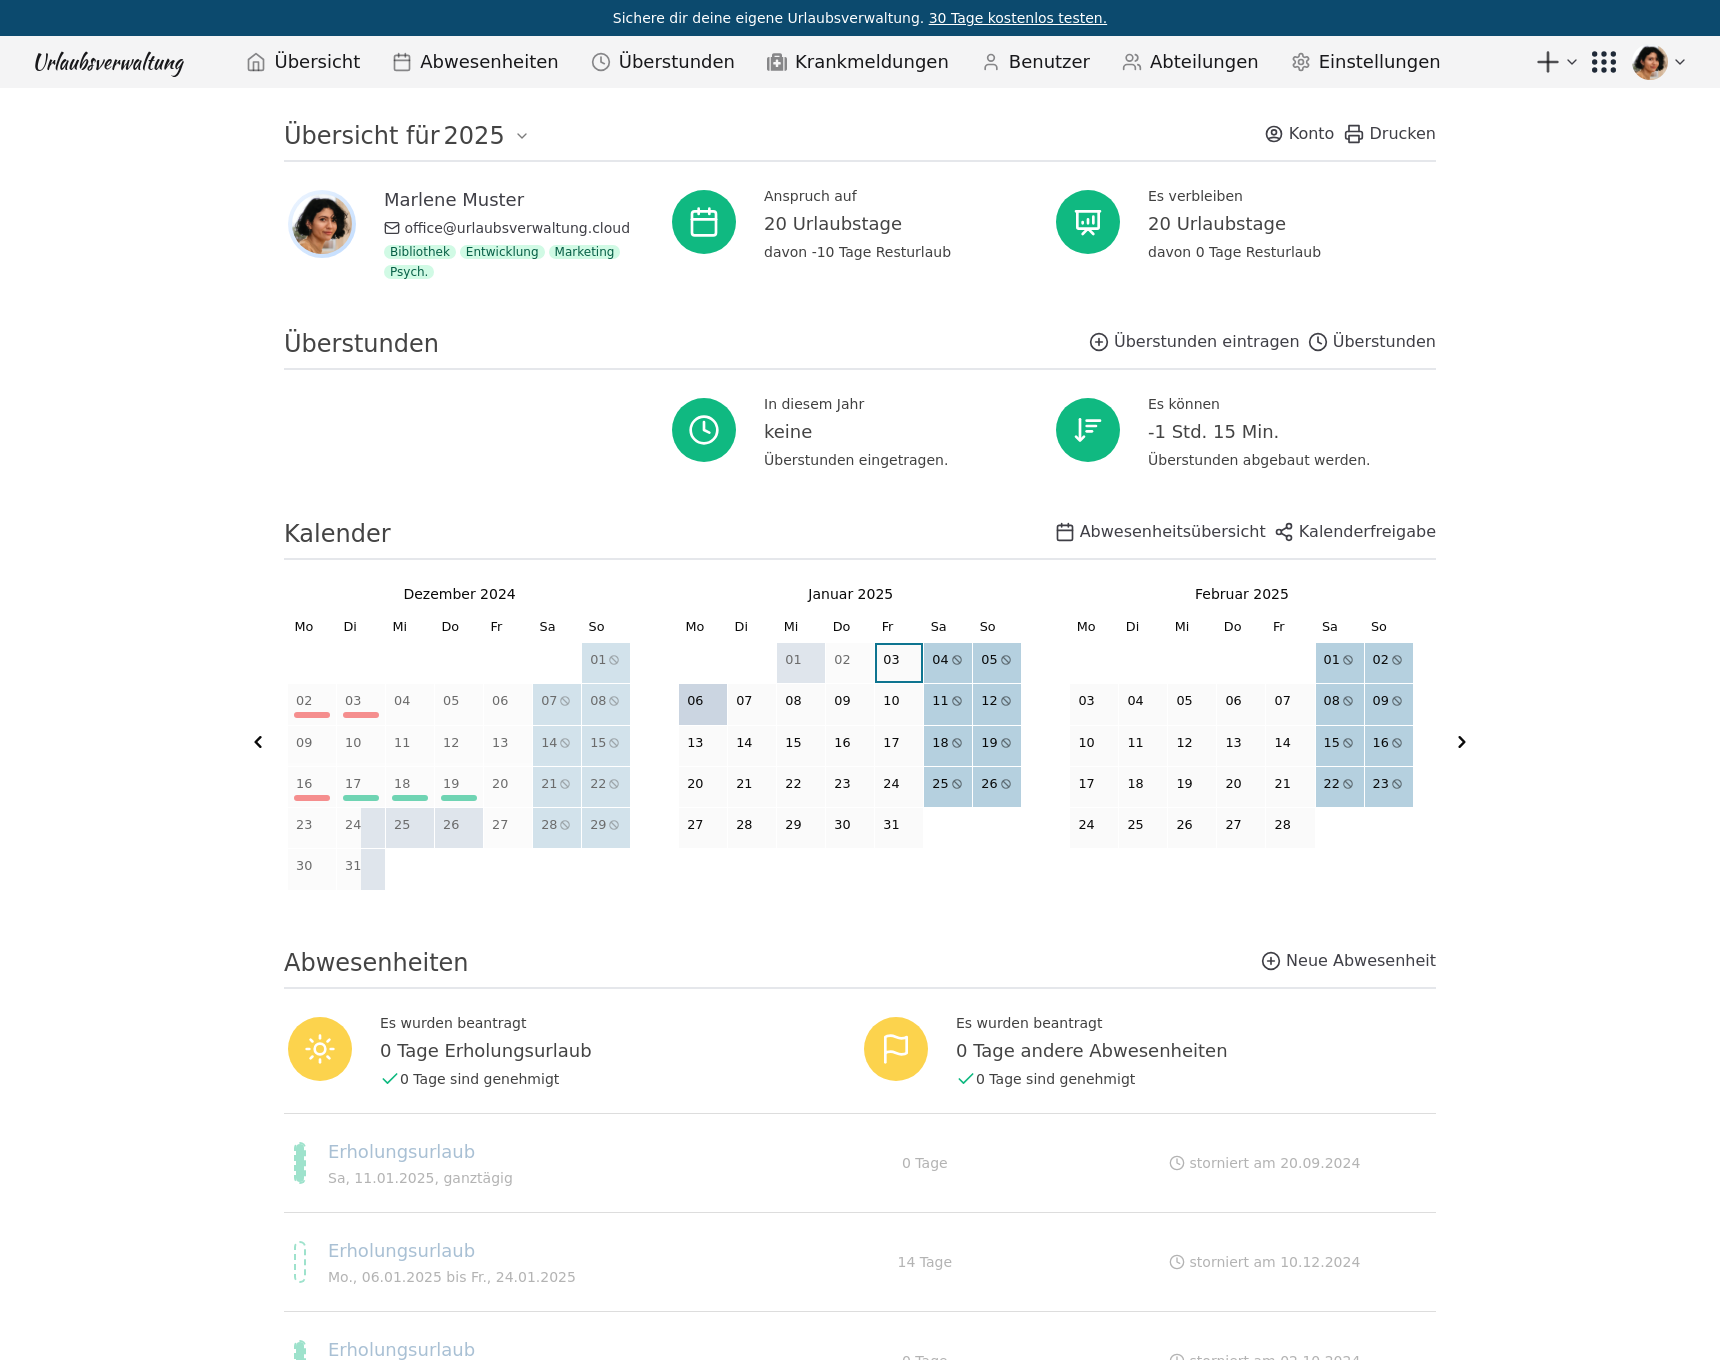 Sichere dir deine eigene Urlaubsverwaltung. 30 Tage kostenlos testen.
Urlaubsverwaltung Übersicht Abwesenheiten Überstunden Krankmeldungen Benutzer Abteilungen Einstellungen
Übersicht für 2025 Konto Drucken
Marlene Muster
office@urlaubsverwaltung.cloud
Bibliothek Entwicklung Marketing
Psych.
Anspruch auf
20 Urlaubstage
davon -10 Tage Resturlaub
Es verbleiben
20 Urlaubstage
davon 0 Tage Resturlaub
Überstunden Überstunden eintragen Überstunden
In diesem Jahr
keine
Überstunden eingetragen.
Es können
-1 Std. 15 Min.
Überstunden abgebaut werden.
Kalender Abwesenheitsübersicht Kalenderfreigabe
Dezember 2024
Mo Di Mi Do Fr Sa So
01
02 03 04 05 06 07 08
09 10 11 12 13 14 15
16 17 18 19 20 21 22
23 24 25 26 27 28 29
30 31
Januar 2025
Mo Di Mi Do Fr Sa So
01 02 03 04 05
06 07 08 09 10 11 12
13 14 15 16 17 18 19
20 21 22 23 24 25 26
27 28 29 30 31
Februar 2025
Mo Di Mi Do Fr Sa So
01 02
03 04 05 06 07 08 09
10 11 12 13 14 15 16
17 18 19 20 21 22 23
24 25 26 27 28
Abwesenheiten Neue Abwesenheit
Es wurden beantragt
0 Tage Erholungsurlaub
0 Tage sind genehmigt
Es wurden beantragt
0 Tage andere Abwesenheiten
0 Tage sind genehmigt
Erholungsurlaub
Sa, 11.01.2025, ganztägig
0 Tage
storniert am 20.09.2024
Erholungsurlaub
Mo., 06.01.2025 bis Fr., 24.01.2025
14 Tage
storniert am 10.12.2024
Erholungsurlaub
0 Tage
storniert am 02.10.2024